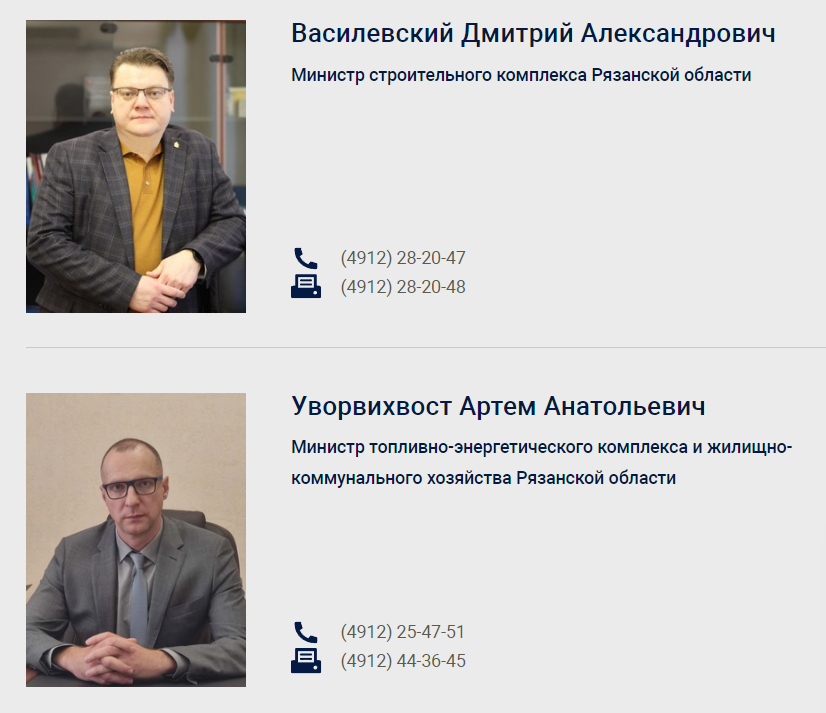 Василевский Дмитрий Александрович
Министр строительного комплекса Рязанской области
(4912) 28-20-47
(4912) 28-20-48
Уворвихвост Артем Анатольевич
Министр топливно-энергетического комплекса и жилищно-
коммунального хозяйства Рязанской области
(4912) 25-47-51
(4912) 44-36-45